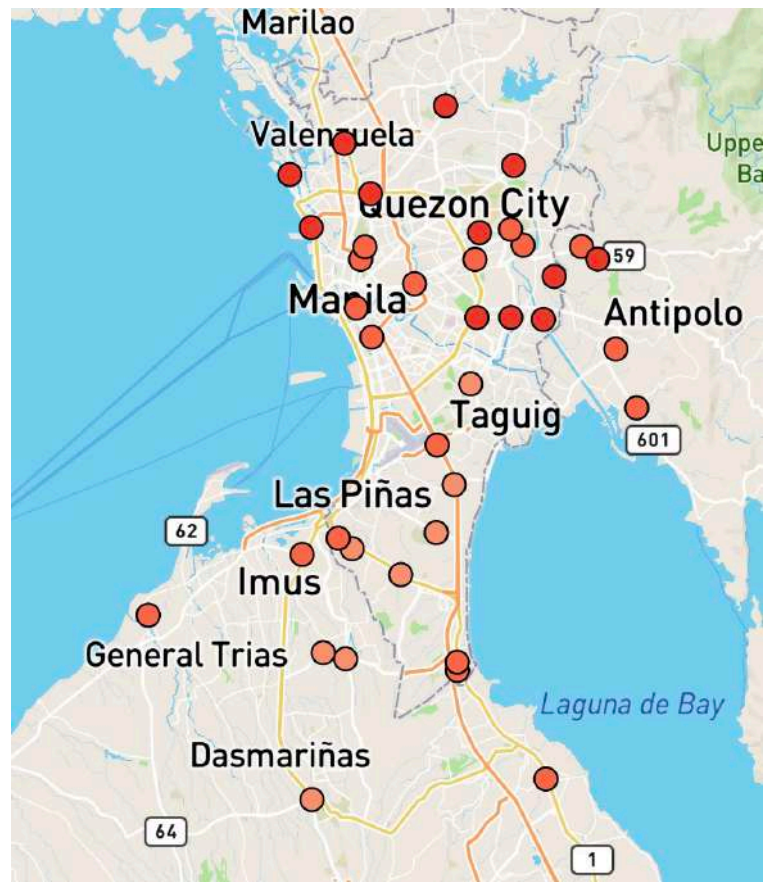 Marilao
Valenzuela
Uppe
Ba
Quezon City
59
Manila
Antipolo
Taguig
601
Las Piñas
62
Imus
General Trias
Laguna de Bay
Dasmariñas
64
1